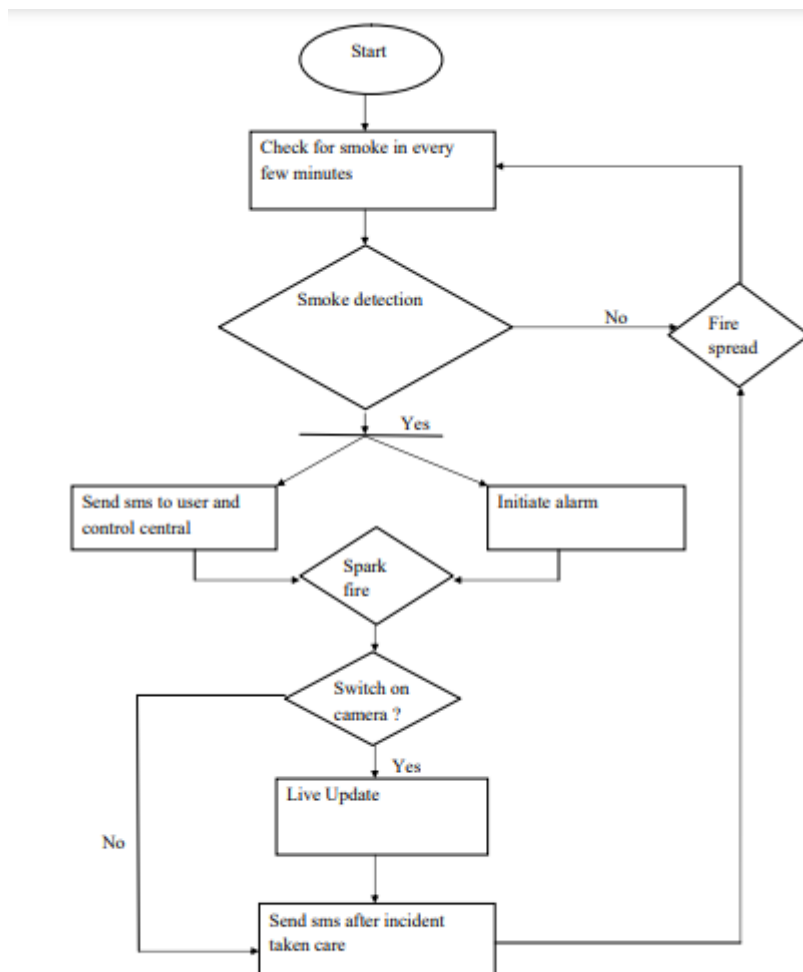 Start
Check for smoke in every
few minutes
Smoke detection
No
Fire
spread
Yes
Send sms to user and
control central
Initiate alarm
Spark
fire
Switch on
camera ?
Yes
Live Update
No
Send sms after incident
taken care